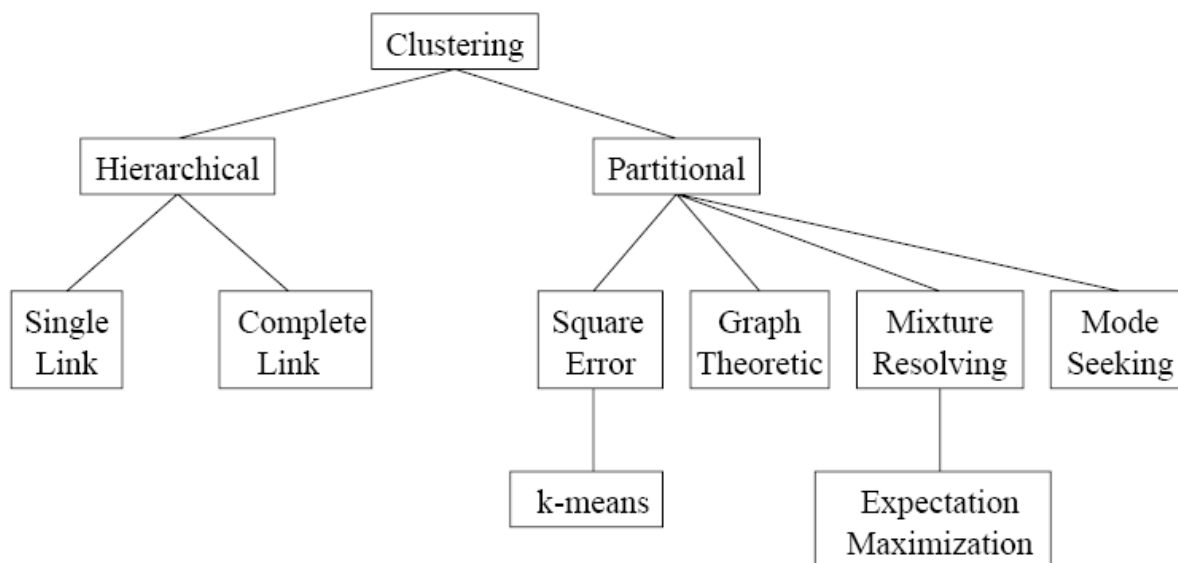 Clustering
Hierarchical
Partitional
Single
Link
Complete
Link
Square
Error
Graph
Theoretic
Mixture
Resolving
Mode
Seeking
k-means
Expectation
Maximization